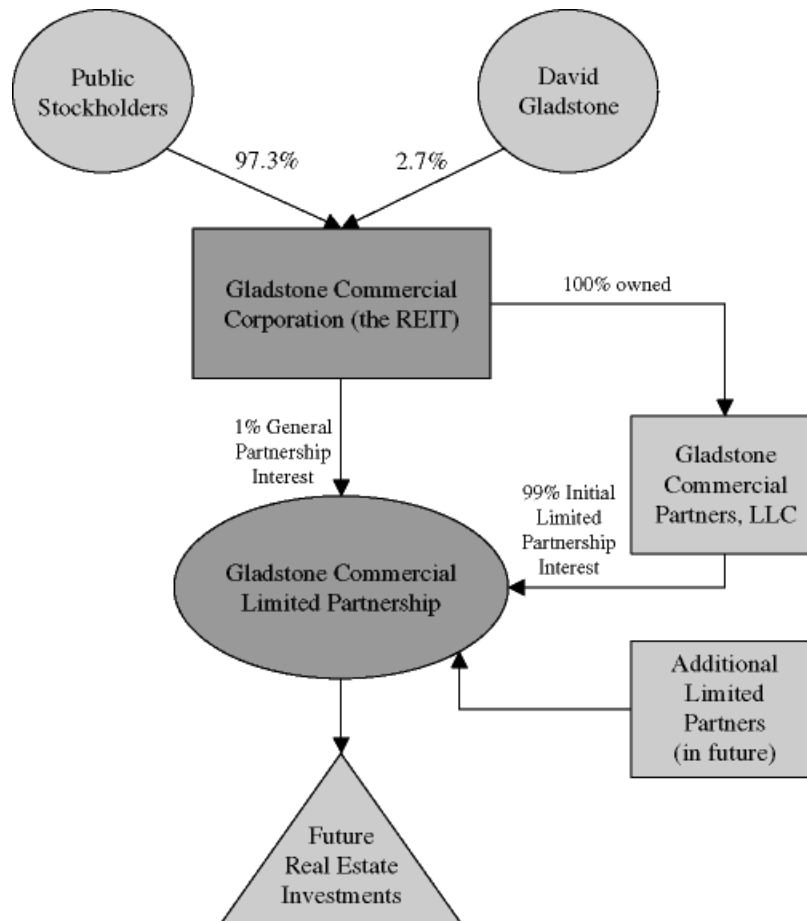 Public
Stockholders
David
Gladstone
97.3%
2.7%
Gladstone Commercial
Corporation (the REIT)
100% owned
1% General
Partnership
Interest
Gladstone
Commercial
Partners, LLC
99% Initial
Limited
Partnership
Interest
Gladstone Commercial
Limited Partnership
Additional
Limited
Partners
(in future)
Future
Real Estate
Investments